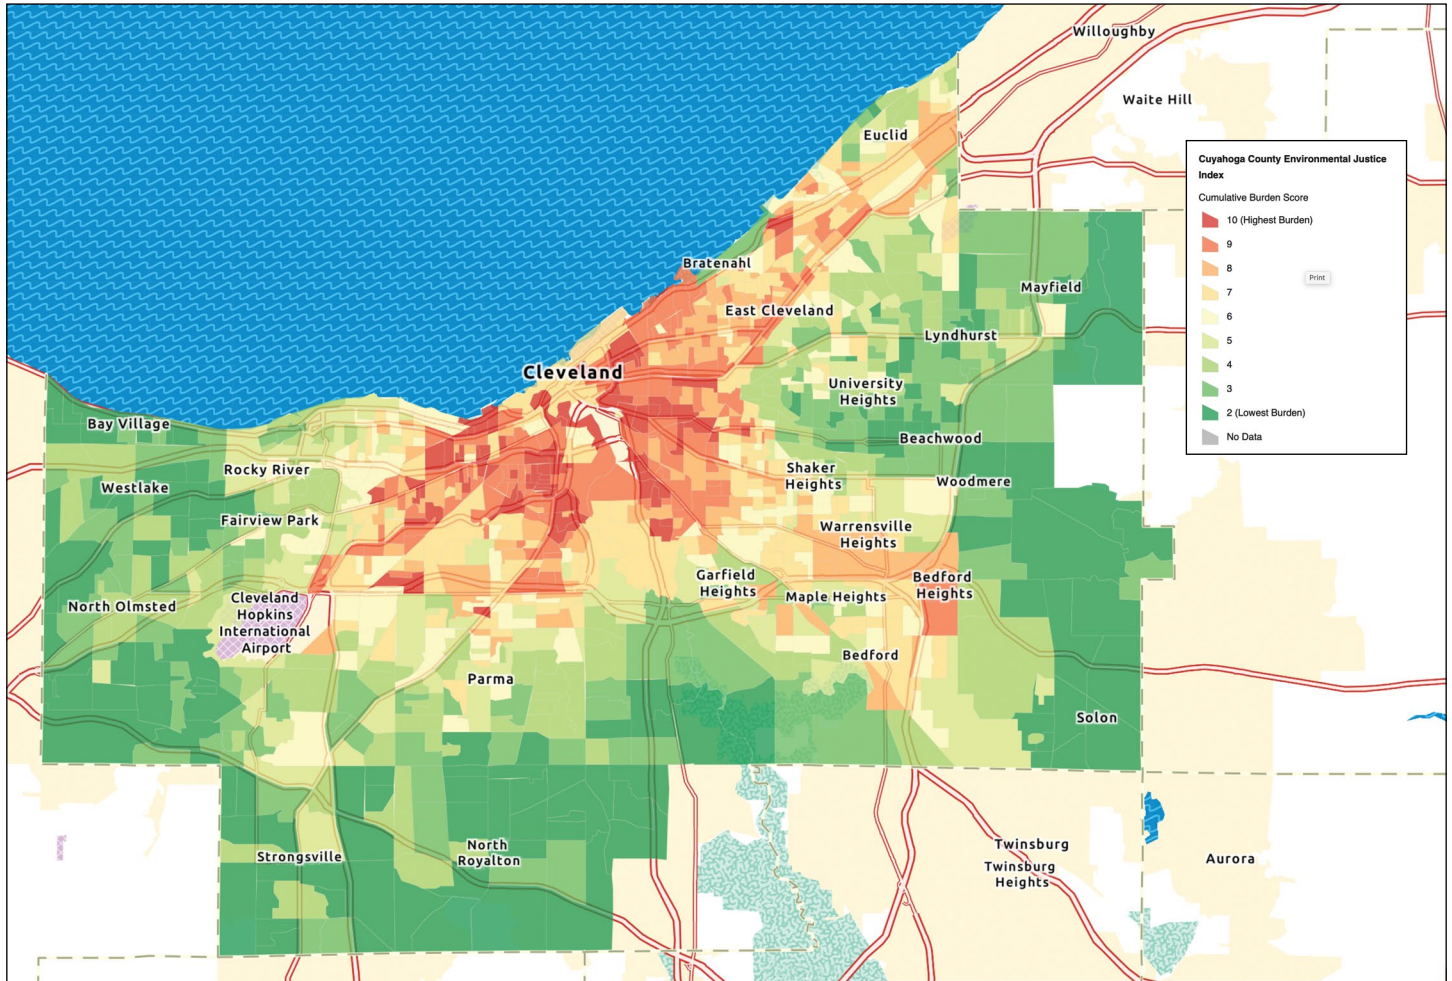 Willoughby
Waite Hill
Euclid
Cuyahoga County Environmental Justice
Index
Cumulative Burden Score
10 (Highest Burden)
9
8
7
6
5
4
3
2 (Lowest Burden)
No Data
Print
Bratenahl
Mayfield
East Cleveland
Lyndhurst
Cleveland
University
Heights
Bay Village
Beachwood
Rocky River
Shaker
Heights
Westlake
Woodmere
Fairview Park
Warrensville
Heights
Garfield
Heights
Bedford
Heights
Maple Heights
North Olmsted
Cleveland
Hopkins
International
Airport
Bedford
Parma
Solon
Strongsville
North
Royalton
Twinsburg
Twinsburg
Heights
Aurora